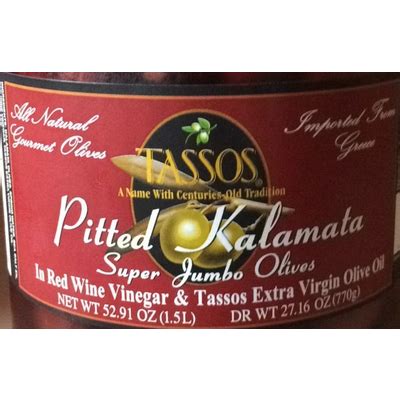 All Natural
Gourmet Olives
Imported From
Greece
TASSOS
A Name With Centuries-Old Tradition
Pitted Kalamata
Super Jumbo Olives
In Red Wine Vinegar & Tassos Extra Virgin Olive Oil
NET WT 52.91 OZ (1.5L) DR WT 27.16 OZ (770g)